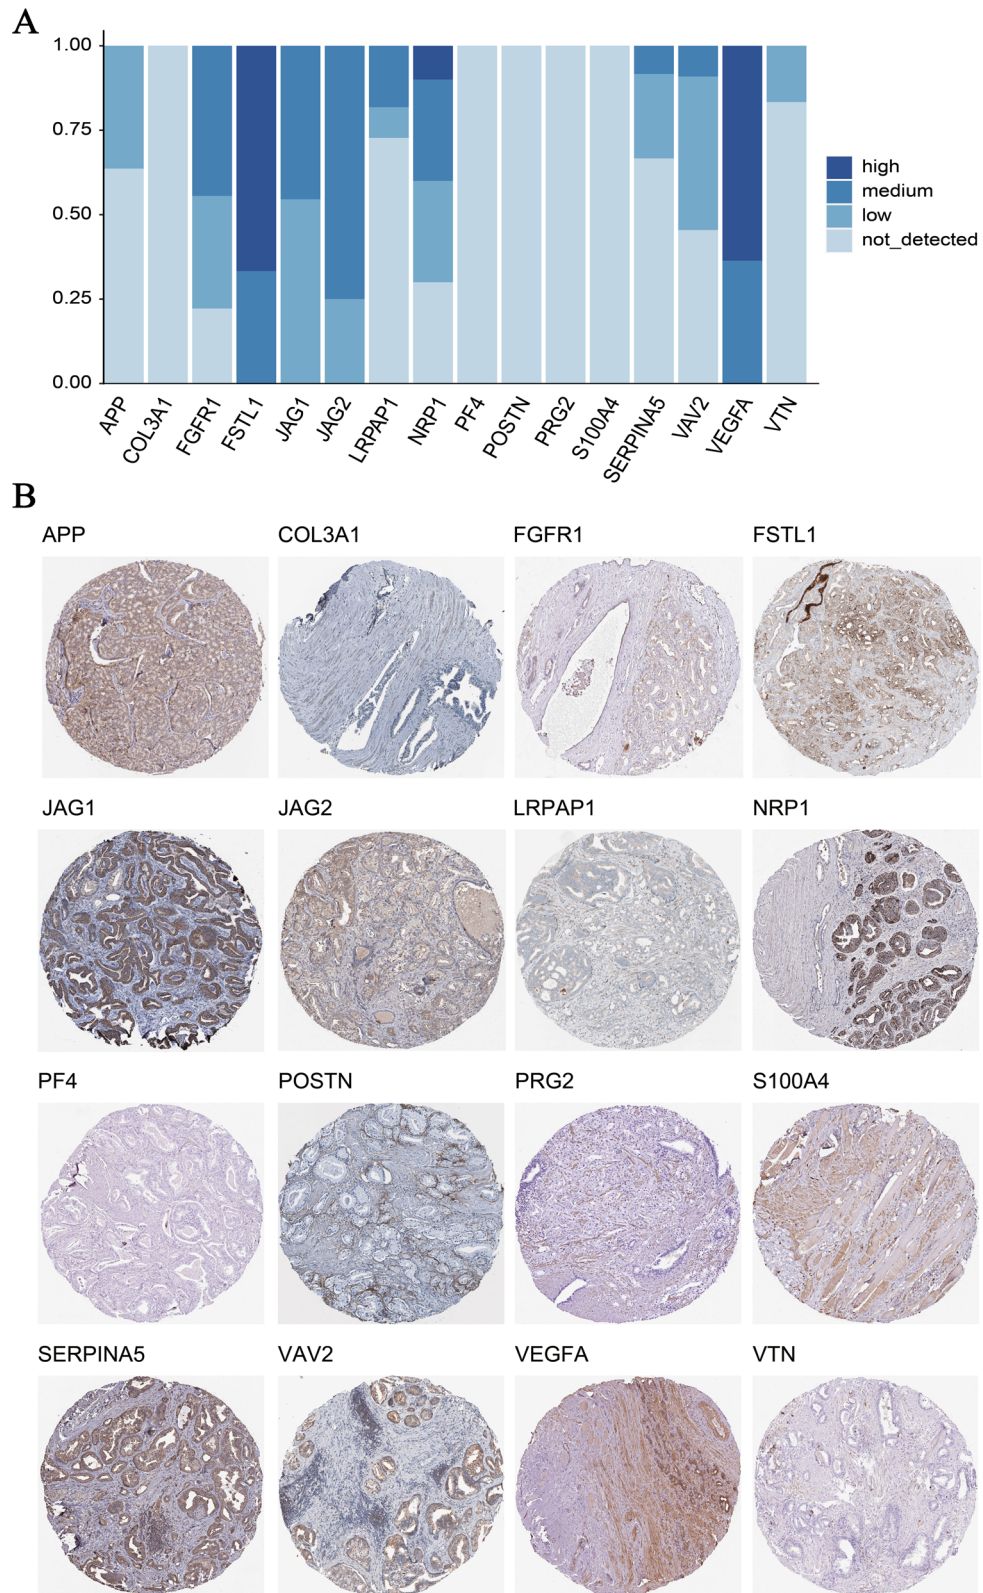 A
1.00
0.75
0.50
0.25
0.00
high
medium
low
not_detected
APP
COL3A1
FGFR1
FSTL1
JAG1
JAG2
LRPAP1
NRP1
PF4
POSTN
PRG2
S100A4
SERPINA5
VAV2
VEGFA
VTN
B
APP COL3A1 FGFR1 FSTL1
JAG1 JAG2 LRPAP1 NRP1
PF4 POSTN PRG2 S100A4
SERPINA5 VAV2 VEGFA VTN